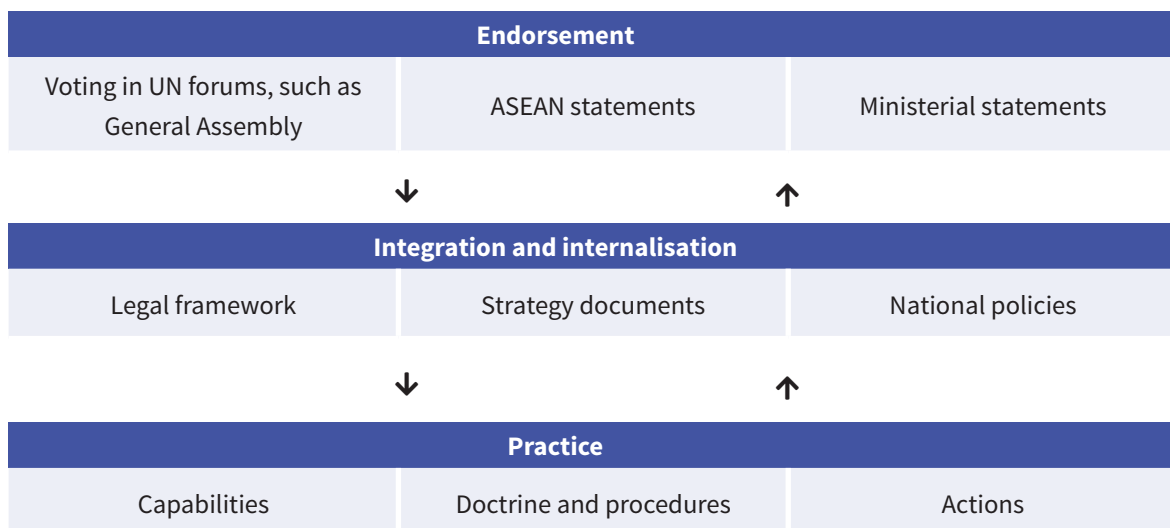 Endorsement
Voting in UN forums, such as
General Assembly
ASEAN statements
Ministerial statements
Integration and internalisation
Legal framework
Strategy documents
National policies
Practice
Capabilities
Doctrine and procedures
Actions